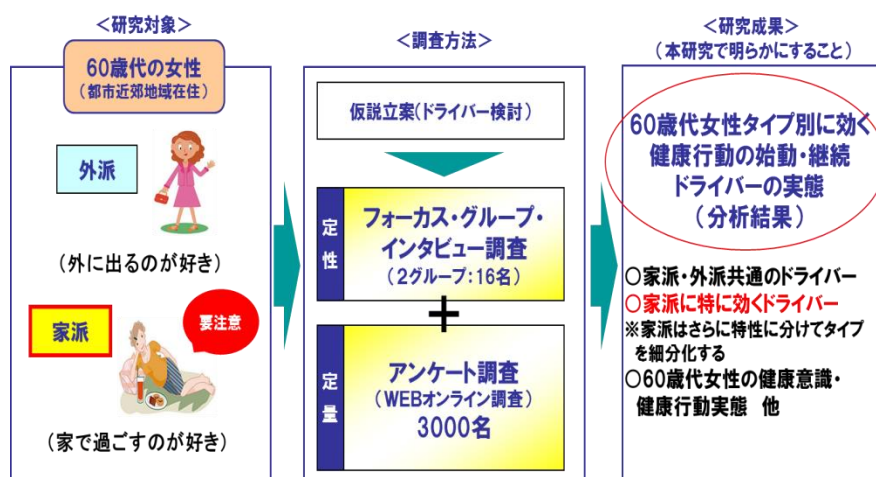 <研究対象>
60歳代の女性
(都市近郊地域在住)
外派
(外に出るのが好き)
家派
要注意
(家で過ごすのが好き)
<調査方法>
仮説立案(ドライバー検討)
定性
フォーカス・グループ・
インタビュー調査
(2グループ:16名)
+
定量
アンケート調査
(WEBオンライン調査)
3000名
<研究成果>
(本研究で明らかにすること)
60歳代女性タイプ別に効く
健康行動の始動・継続
ドライバーの実態
(分析結果)
○家派・外派共通のドライバー
○家派に特に効くドライバー
※家派はさらに特性に分けてタイプ
を細分化する
○60歳代女性の健康意識・
健康行動実態 他